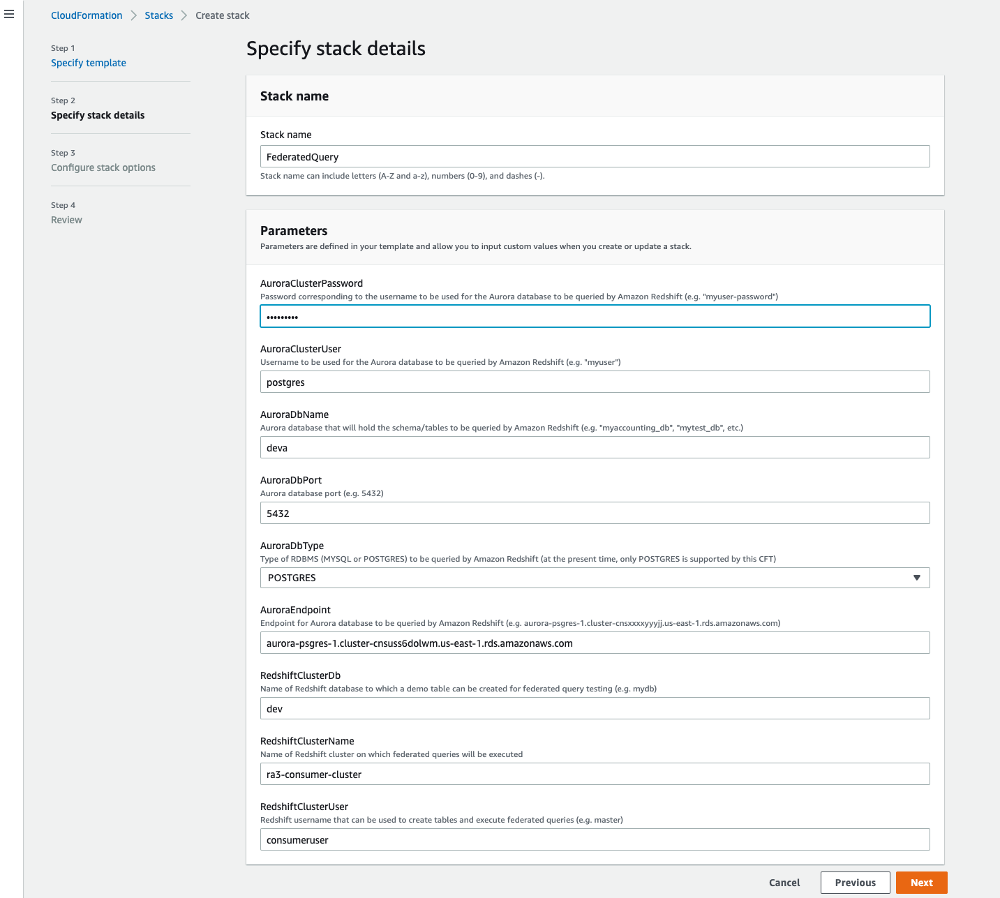 CloudFormation > Stacks > Create stack
Step 1
Specify template
Step 2
Specify stack details
Step 3
Configure stack options
Step 4
Review
Specify stack details
Stack name
Stack name
FederatedQuery
Stack name can include letters (A-Z and a-z), numbers (0-9), and dashes (-).
Parameters
Parameters are defined in your template and allow you to input custom values when you create or update a stack.
AuroraClusterPassword
Password corresponding to the username to be used for the Aurora database to be queried by Amazon Redshift (e.g. "myuser-password")
•••••••••
AuroraClusterUser
Username to be used for the Aurora database to be queried by Amazon Redshift (e.g. "myuser")
postgres
AuroraDbName
Aurora database that will hold the schema/tables to be queried by Amazon Redshift (e.g. "myaccounting_db", "mytest_db", etc.)
deva
AuroraDbPort
Aurora database port (e.g. 5432)
5432
AuroraDbType
Type of RDBMS (MYSQL or POSTGRES) to be queried by Amazon Redshift (at the present time, only POSTGRES is supported by this CFT)
POSTGRES
AuroraEndpoint
Endpoint for Aurora database to be queried by Amazon Redshift (e.g. aurora-psgres-1.cluster-cnsxxxxyyyjj.us-east-1.rds.amazonaws.com)
aurora-psgres-1.cluster-cnsuss6dolwm.us-east-1.rds.amazonaws.com
RedshiftClusterDb
Name of Redshift database to which a demo table can be created for federated query testing (e.g. mydb)
dev
RedshiftClusterName
Name of Redshift cluster on which federated queries will be executed
ra3-consumer-cluster
RedshiftClusterUser
Redshift username that can be used to create tables and execute federated queries (e.g. master)
consumeruser
Cancel Previous Next